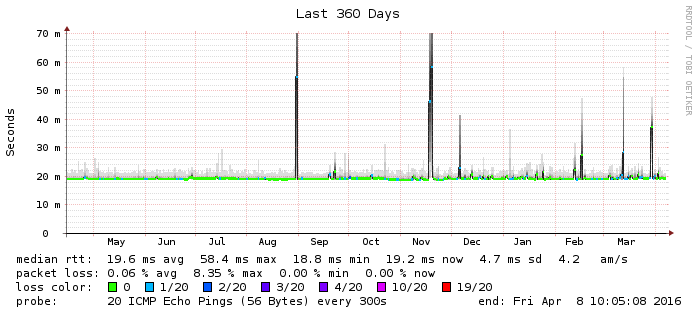 Last 360 Days
RRDTOOL / TOBI OETIKER
Seconds
70 m
60 m
50 m
40 m
30 m
20 m
10 m
0
May Jun Jul Aug Sep Oct Nov Dec Jan Feb Mar
median rtt: 19.6 ms avg 58.4 ms max 18.8 ms min 19.2 ms now 4.7 ms sd 4.2 am/s
packet loss: 0.06 % avg 8.35 % max 0.00 % min 0.00 % now
loss color: 0 1/20 2/20 3/20 4/20 10/20 19/20
probe: 20 ICMP Echo Pings (56 Bytes) every 300s end: Fri Apr 8 10:05:08 2016